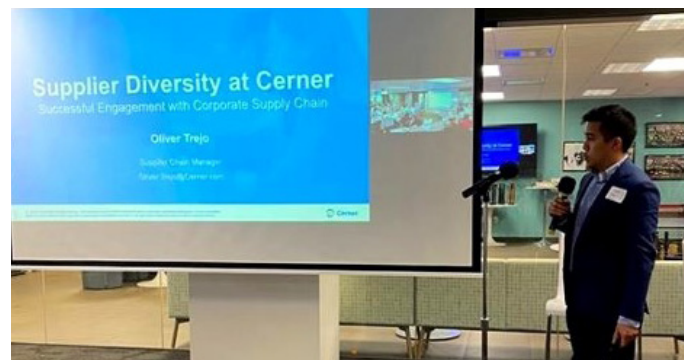 Supplier Diversity at Cerner
Successful Engagement with Corporate Supply Chain
Oliver Trejo
Supplier Chain Manager
Cerner